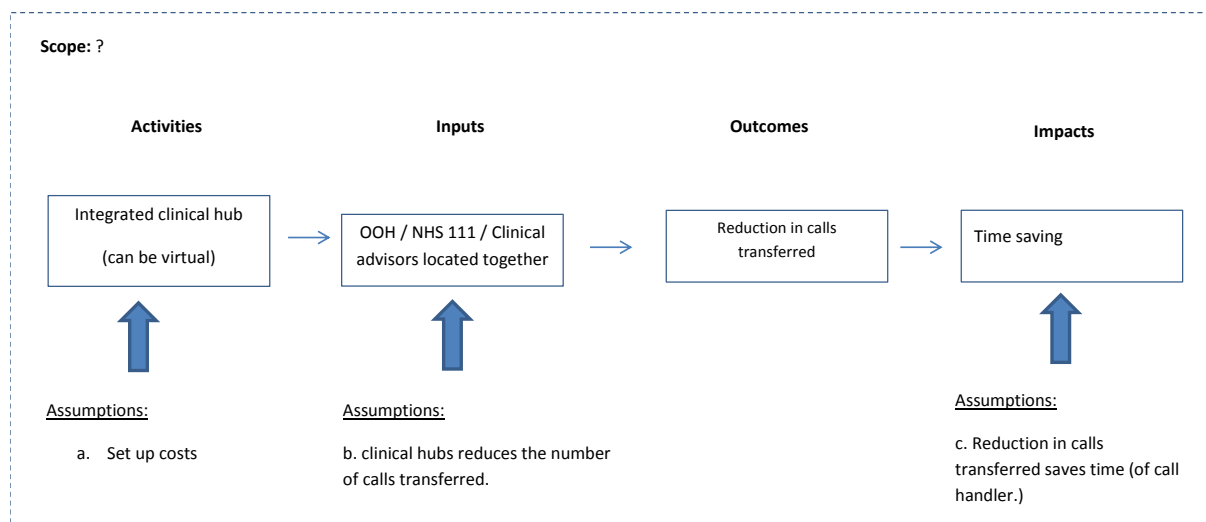 Scope: ?
Activities
Inputs
Outcomes
Impacts
Integrated clinical hub
(can be virtual)
OOH / NHS 111 / Clinical
advisors located together
Reduction in calls
transferred
Time saving
Assumptions:
a. Set up costs
Assumptions:
b. clinical hubs reduces the number
of calls transferred.
Assumptions:
c. Reduction in calls
transferred saves time (of call
handler.)